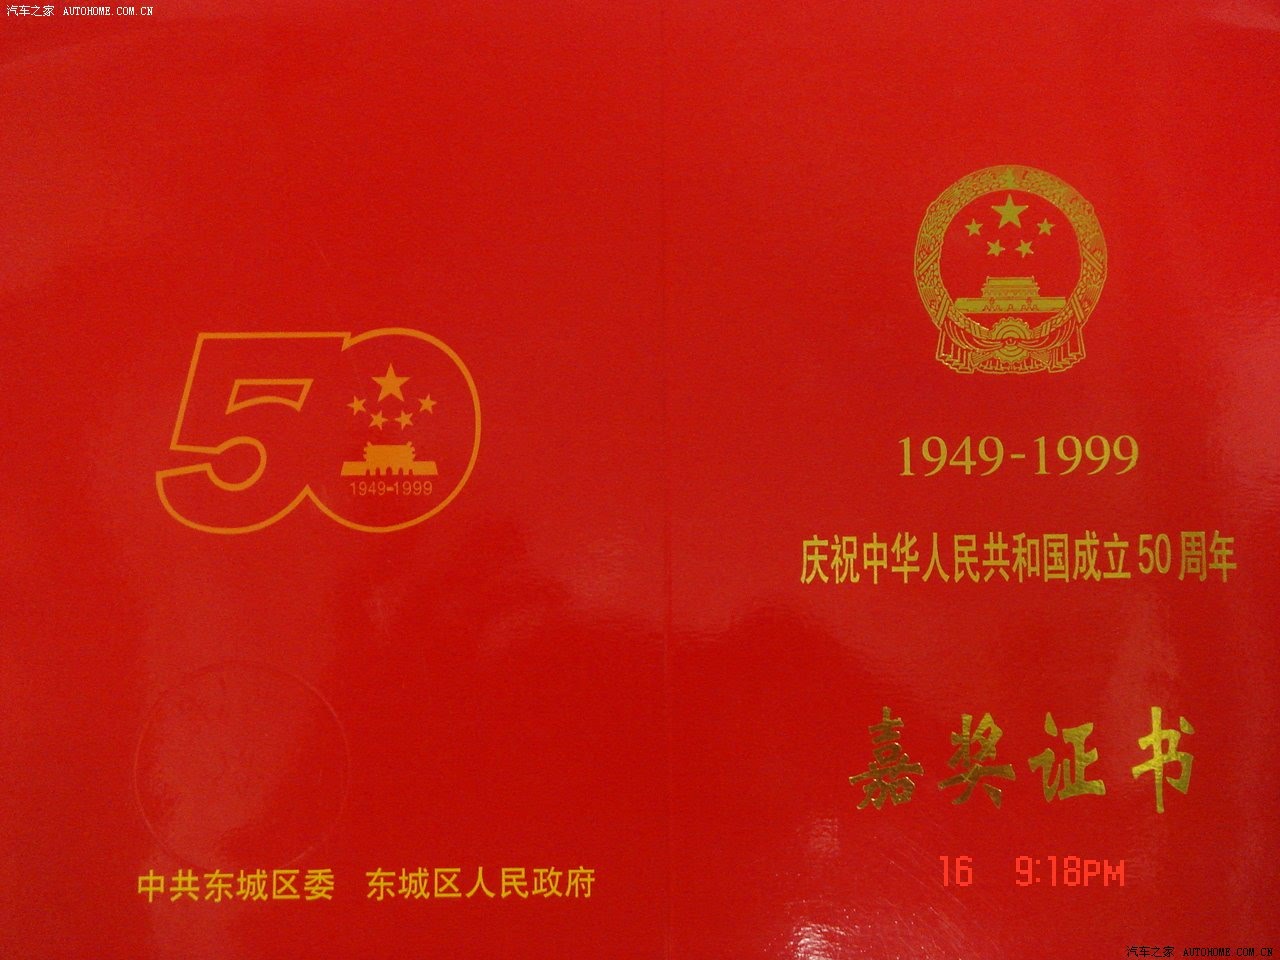 汽车之家 AUTOHOME.COM.CN
50
1949-1999
中共东城区委 东城区人民政府
1949-1999
庆祝中华人民共和国成立50周年
嘉奖证书
16 9:18PM
汽车之家 AUTOHOME.COM.CN